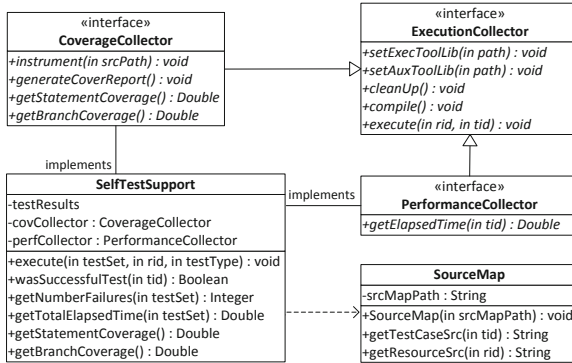 «interface»
CoverageCollector
+instrument(in srcPath) : void
+generateCoverReport() : void
+getStatementCoverage() : Double
+getBranchCoverage() : Double
«interface»
ExecutionCollector
+setExecToolLib(in path) : void
+setAuxToolLib(in path) : void
+cleanUp() : void
+compile() : void
+execute(in rid, in tid) : void
implements
SelfTestSupport
-testResults
-covCollector : CoverageCollector
-perfCollector : PerformanceCollector
+execute(in testSet, in rid, in testType) : void
+wasSuccessfulTest(in tid) : Boolean
+getNumberFailures(in testSet) : Integer
+getTotalElapsedTime(in testSet) : Double
+getStatementCoverage() : Double
+getBranchCoverage() : Double
implements
«interface»
PerformanceCollector
+getElapsedTime(in tid) : Double
SourceMap
-srcMapPath : String
+SourceMap(in srcMapPath) : void
+getTestCaseSrc(in tid) : String
+getResourceSrc(in rid) : String